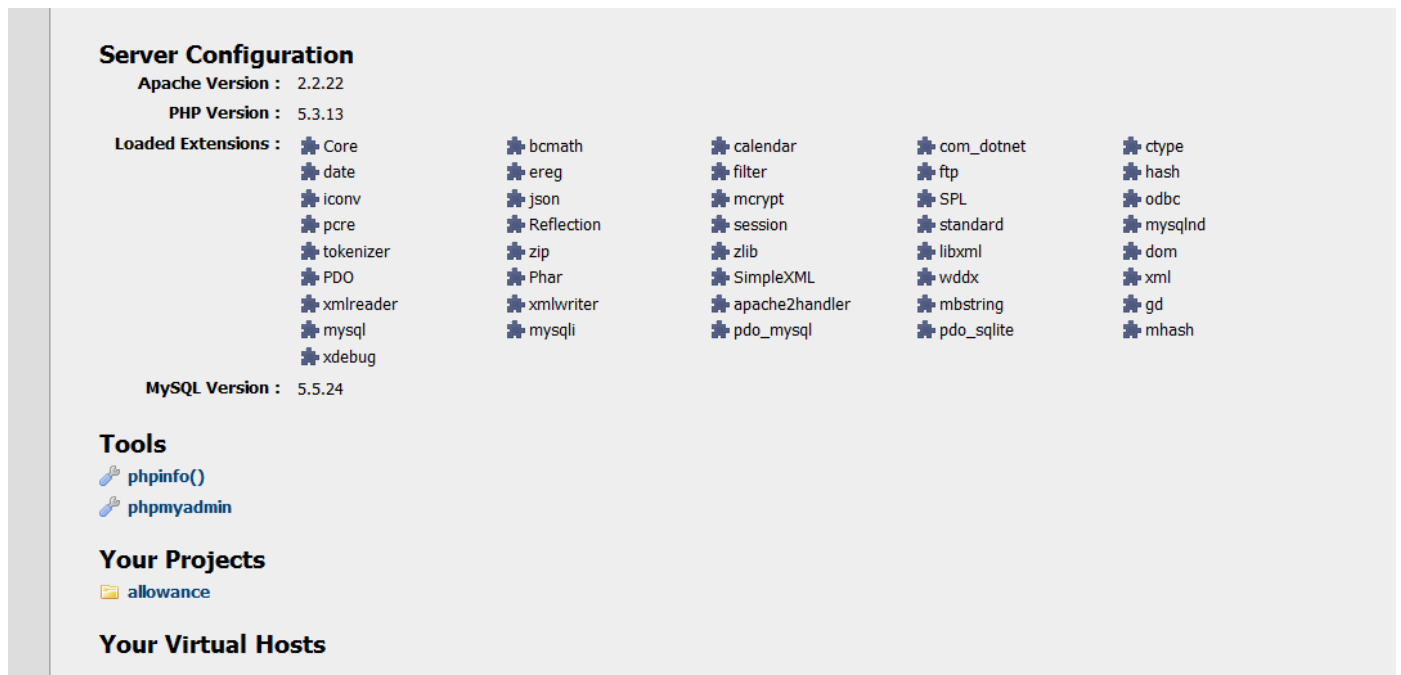 Server Configuration
Apache Version : 2.2.22
PHP Version : 5.3.13
Loaded Extensions : Core bcmath calendar com_dotnet ctype
date ereg filter ftp hash
iconv json mcrypt SPL odbc
pcre Reflection session standard mysqlnd
tokenizer zip zlib libxml dom
PDO Phar SimpleXML wddx xml
xmlreader xmlwriter apache2handler mbstring gd
mysql mysqli pdo_mysql pdo_sqlite mhash
xdebug
MySQL Version : 5.5.24
Tools
phpinfo()
phpmyadmin
Your Projects
allowance
Your Virtual Hosts